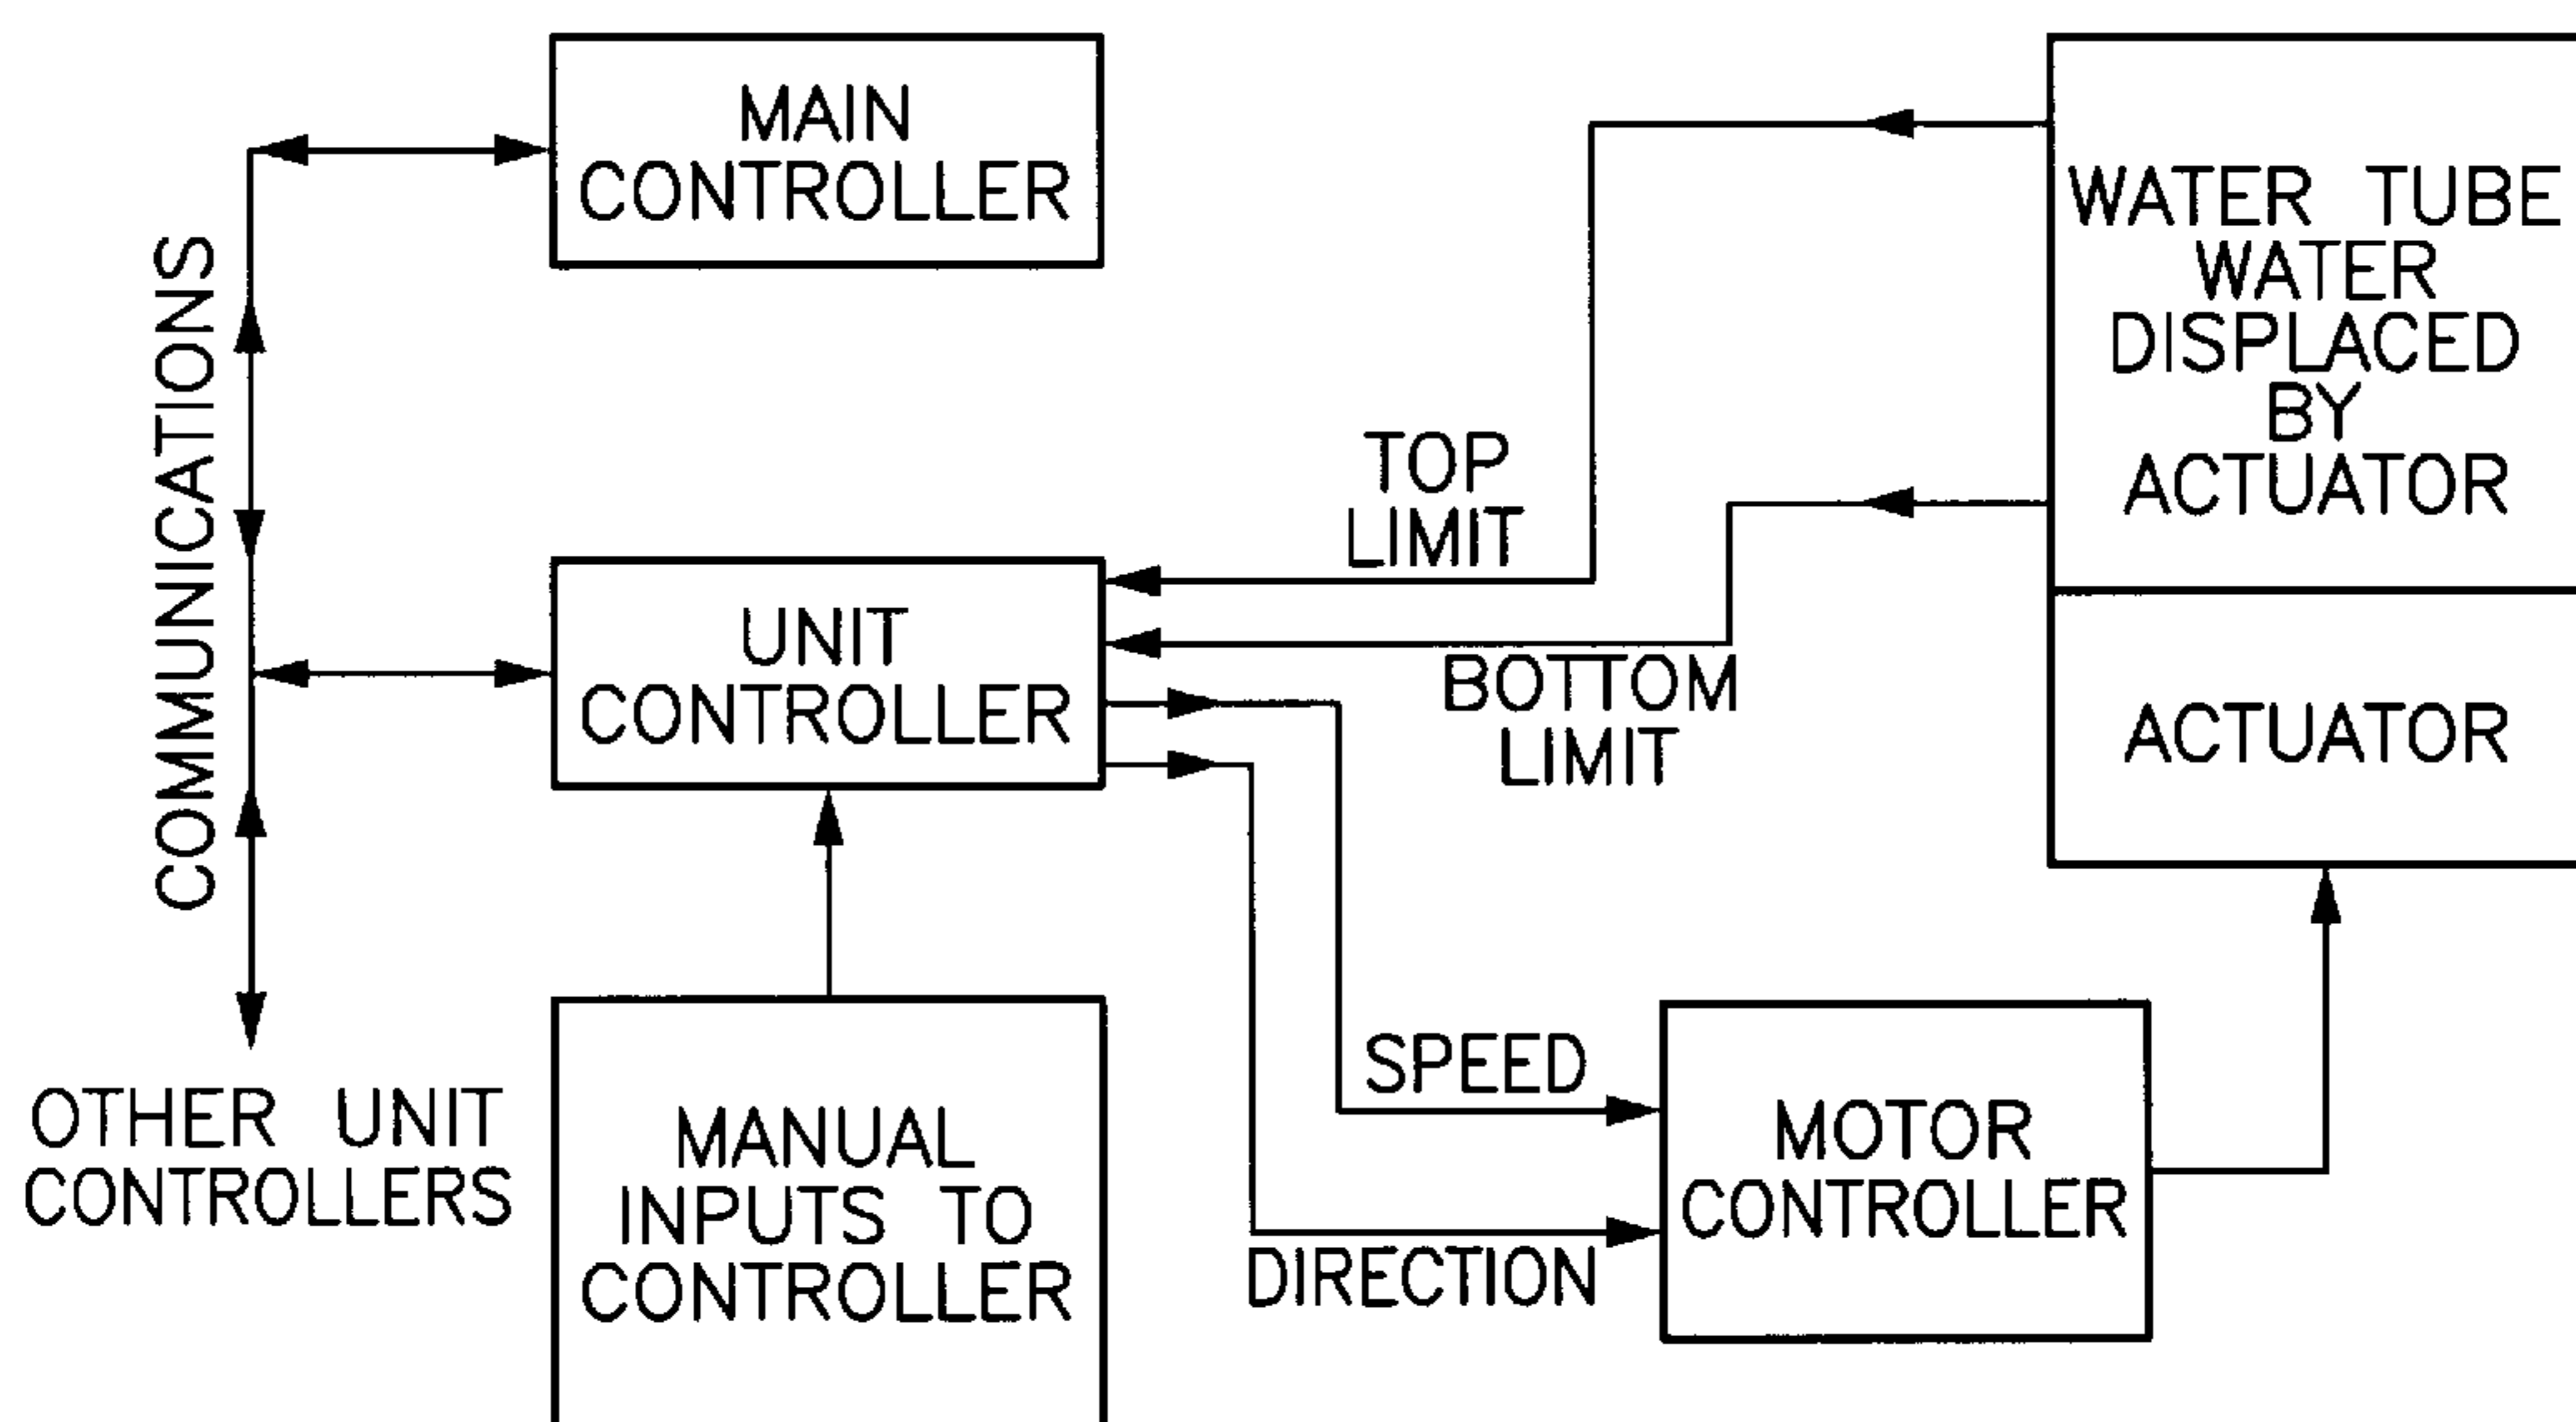 MAIN
CONTROLLER
COMMUNICATIONS
WATER TUBE
WATER
DISPLACED
BY
ACTUATOR
TOP
LIMIT
UNIT
CONTROLLER
BOTTOM
LIMIT
ACTUATOR
OTHER UNIT
CONTROLLERS
MANUAL
INPUTS TO
CONTROLLER
SPEED
DIRECTION
MOTOR
CONTROLLER